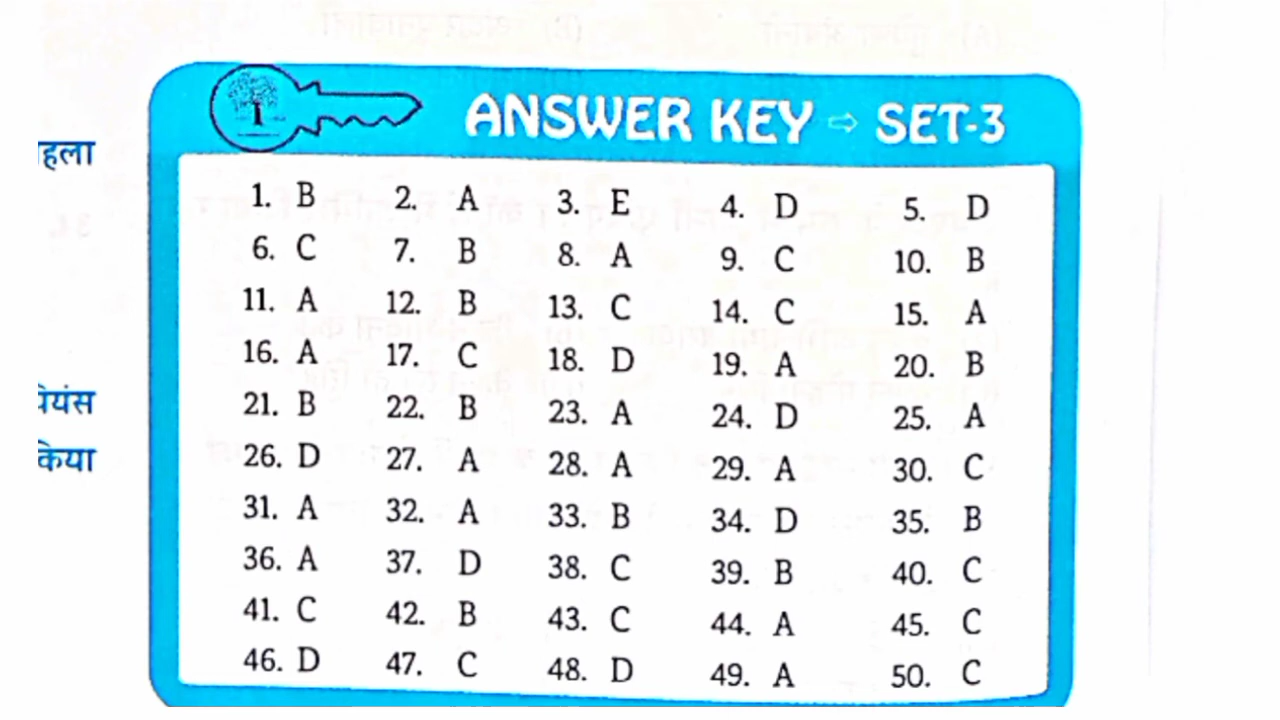 ANSWER KEY ⇨ SET-3
1. B 2. A 3. E 4. D 5. D
हला
6. C 7. B 8. A 9. C 10. B
11. A 12. B 13. C 14. C 15. A
16. A 17. C 18. D 19. A 20. B
21. B 22. B 23. A 24. D 25. A
26. D 27. A 28. A 29. A 30. C
किया
31. A 32. A 33. B 34. D 35. B
36. A 37. D 38. C 39. B 40. C
41. C 42. B 43. C 44. A 45. C
46. D 47. C 48. D 49. A 50. C